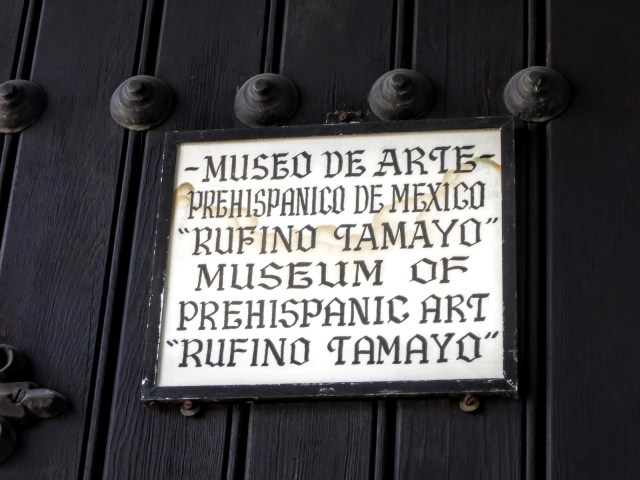 -MUSEO DE ARTE-
PREHISPANICO DE MEXICO
"RUFINO TAMAYO"
MUSEUM OF
PREHISPANIC ART
"RUFINO TAMAYO"